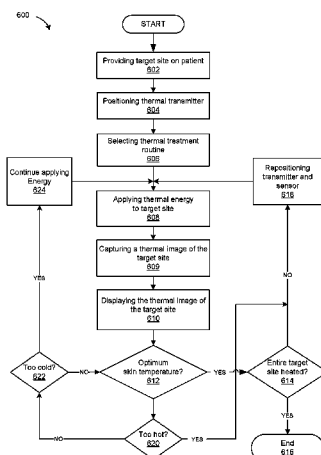 600
START
Providing target site on patient
602
Positioning thermal transmitter
604
Selecting thermal treatment
routine
606
Continue applying
Energy
624
Repositioning
transmitter and
sensor
618
Applying thermal energy
to target site
608
Capturing a thermal image of the
target site
609
Displaying the thermal image of
the target site
610
YES
NO
Too cold?
622
NO
Optimum
skin temperature?
612
YES
Entire target
site heated?
614
NO
Too hot?
620
YES
YES
End
616